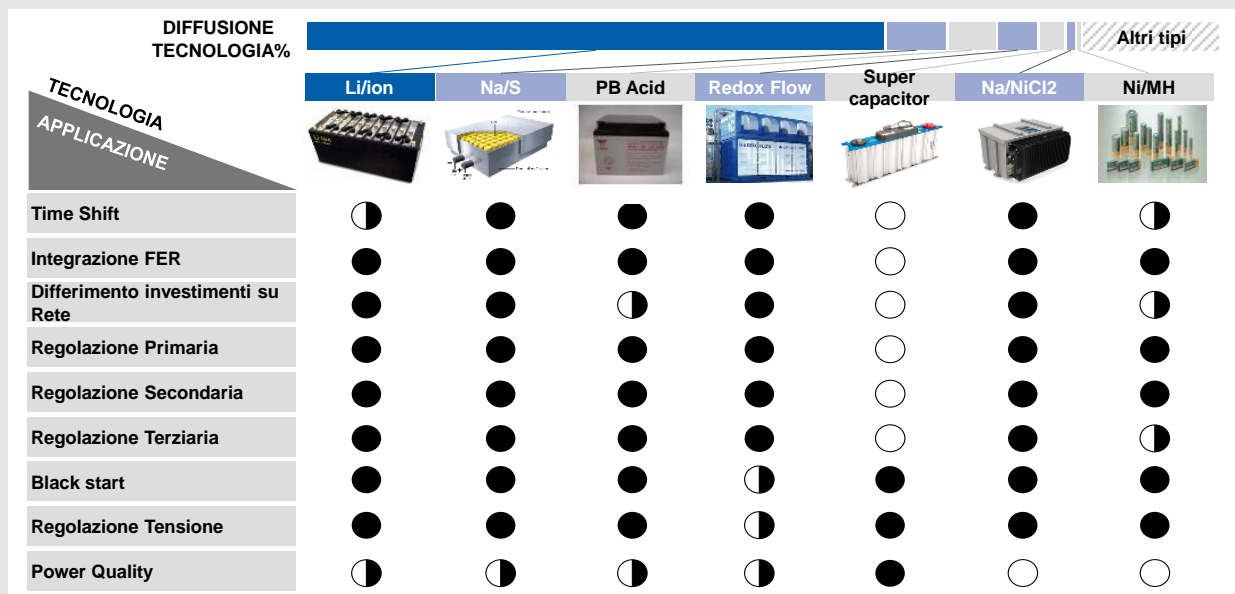 DIFFUSIONE
TECNOLOGIA%
Altri tipi
TECNOLOGIA
APPLICAZIONE
Li/ion
Na/S
PB Acid
Redox Flow
Super
capacitor
Na/NiCl2
Ni/MH
Time Shift
Integrazione FER
Differimento investimenti su
Rete
Regolazione Primaria
Regolazione Secondaria
Regolazione Terziaria
Black start
Regolazione Tensione
Power Quality